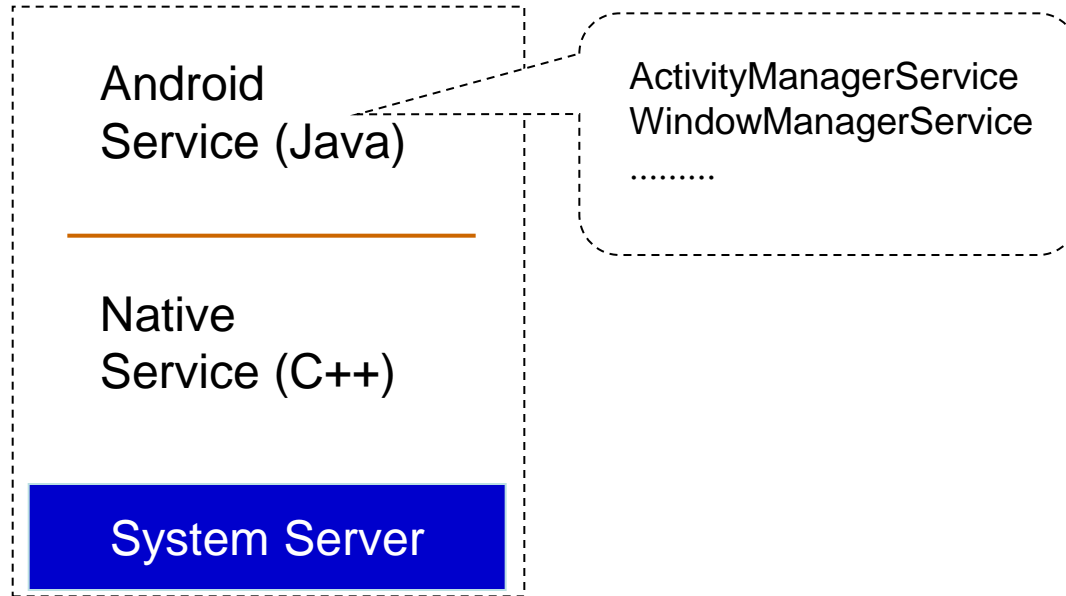 Android
Service (Java)
ActivityManagerService
WindowManagerService
.........
Native
Service (C++)
System Server